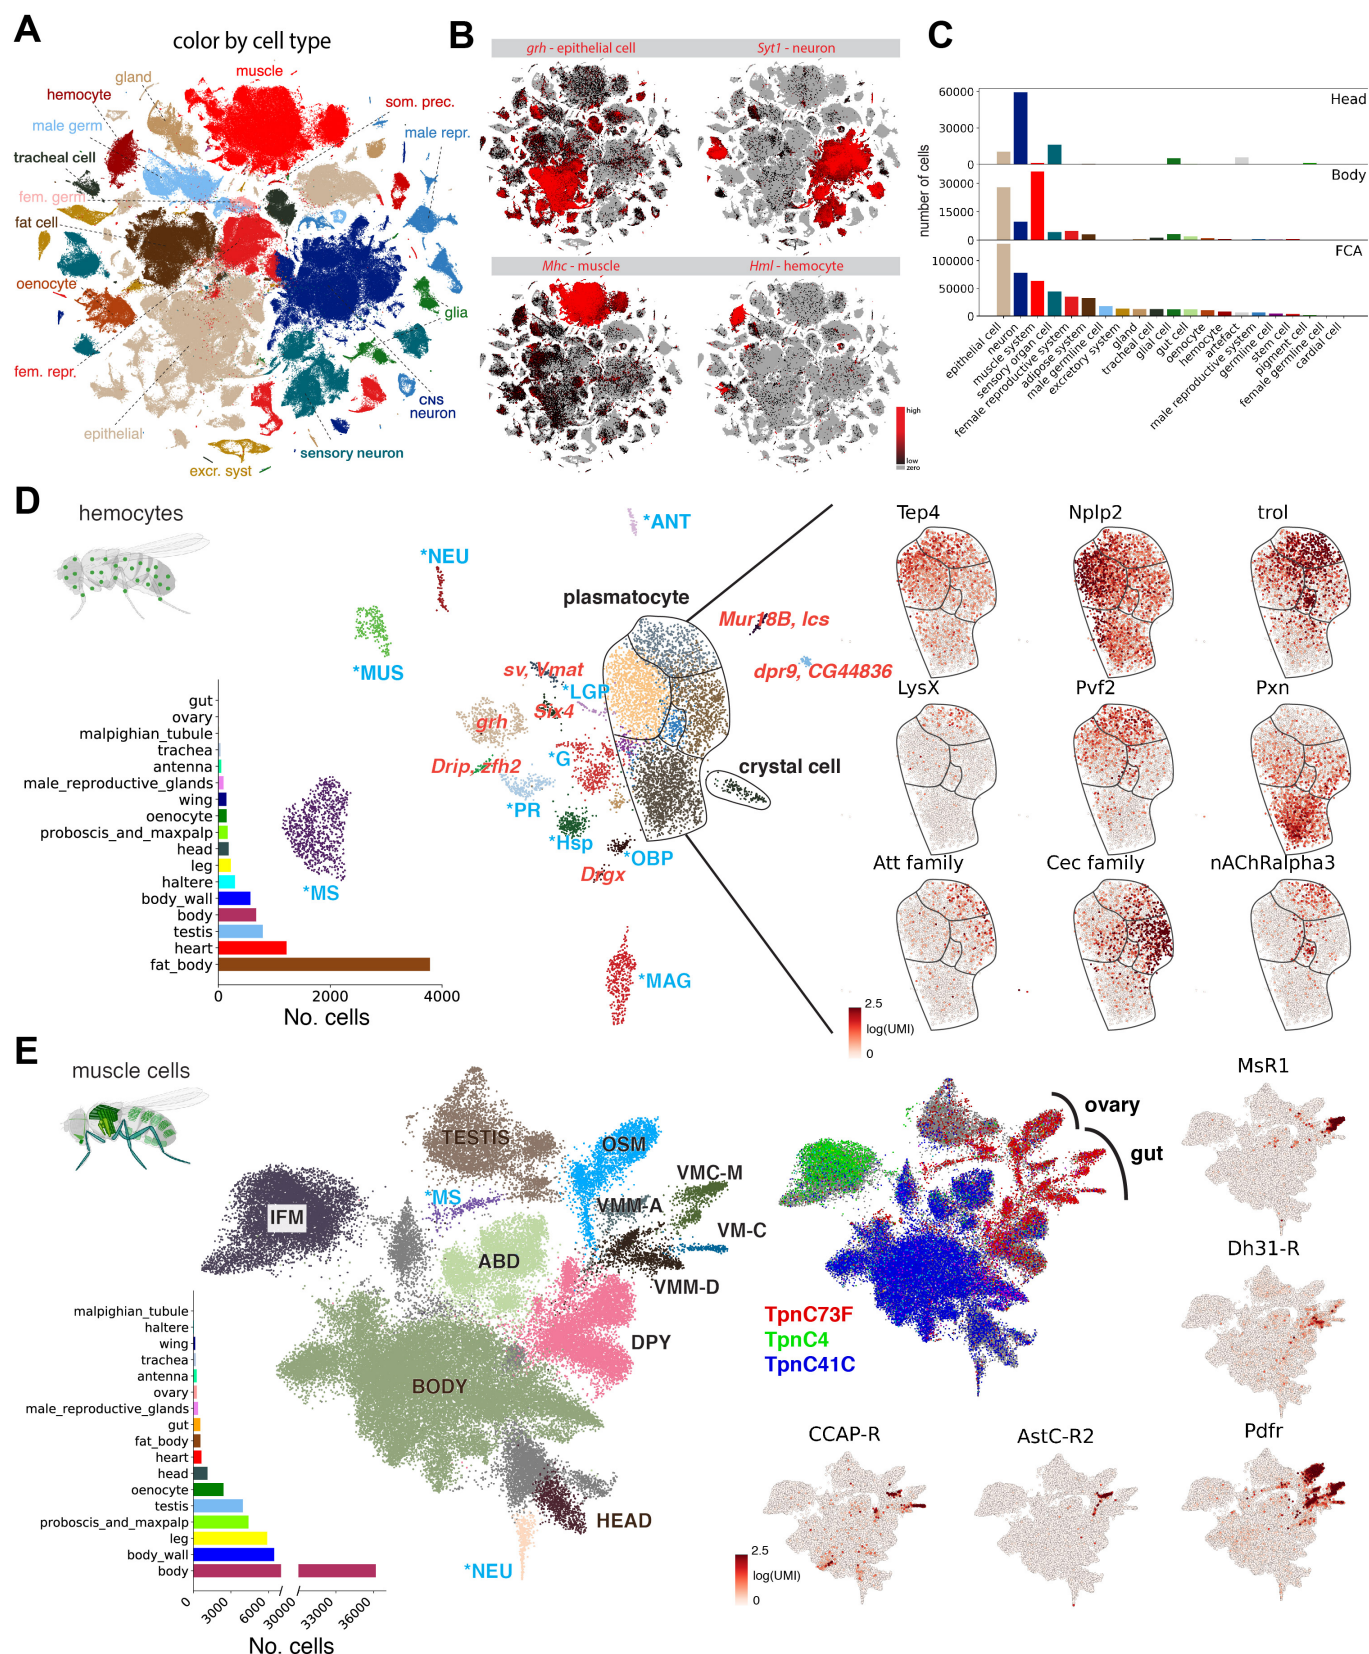 A
color by cell type
gland
muscle
hemocyte
som. prec.
male germ
male repr.
tracheal cell
fem. germ
fat cell
oenocyte
glia
fem. repr.
CNS
neuron
epithelial
sensory neuron
excr. syst
B
grh - epithelial cell
Syt1 - neuron
Mhc - muscle
Hml - hemocyte
high
low
zero
C
60000
30000
0
Head
30000
15000
0
Body
100000
50000
0
FCA
number of cells
epithelial cell
neuron
muscle system
sensory organ cell
female reproductive system
adipose system
male germline cell
excretory system
gland
tracheal cell
glial cell
gut cell
oenocyte
hemocyte
artefact
male reproductive system
germline cell
stem cell
pigment cell
female germline cell
cardial cell
D
hemocytes
*ANT
*NEU
plasmatocyte
Mur18B, lcs
*MUS
sv, Vmat
dpr9, CG44836
*LGP
Six4
grh
*G
Drip, zfh2
crystal cell
*PR
*Hsp
*OBP
Drgx
*MS
*MAG
gut
ovary
malpighian_tubule
trachea
antenna
male_reproductive_glands
wing
oenocyte
proboscis_and_maxpalp
head
leg
haltere
body_wall
body
testis
heart
fat_body
0
2000
4000
No. cells
Tep4
Nplp2
trol
LysX
Pvf2
Pxn
Att family
Cec family
nAChRalpha3
2.5
log(UMI)
0
E
muscle cells
TESTIS
OSM
VMC-M
*MS
VMM-A
IFM
VM-C
ABD
VMM-D
DPY
BODY
HEAD
*NEU
malpighian_tubule
haltere
wing
trachea
antenna
ovary
male_reproductive_glands
gut
fat_body
heart
head
oenocyte
testis
proboscis_and_maxpalp
leg
body_wall
body
0
3000
6000
30000
33000
36000
No. cells
ovary
gut
TpnC73F
TpnC4
TpnC41C
MsR1
Dh31-R
CCAP-R
AstC-R2
Pdfr
2.5
log(UMI)
0